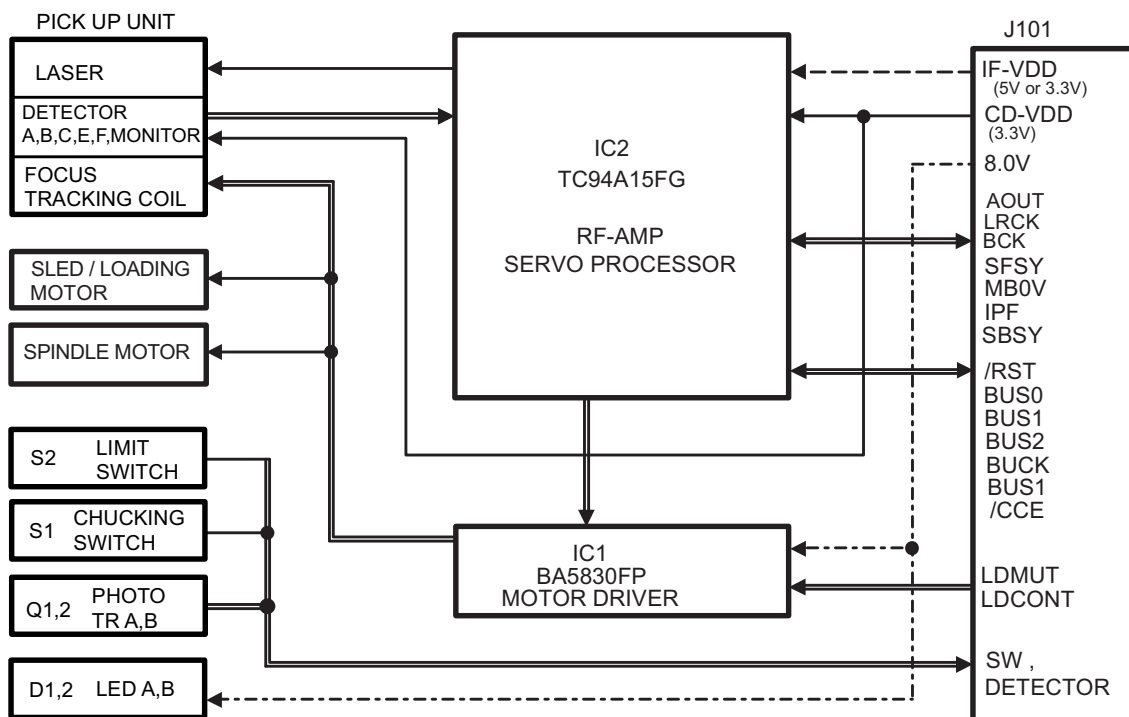 PICK UP UNIT
LASER
DETECTOR
A,B,C,E,F,MONITOR
FOCUS
TRACKING COIL
SLED / LOADING
MOTOR
SPINDLE MOTOR
S2 LIMIT
SWITCH
S1 CHUCKING
SWITCH
Q1,2 PHOTO
TR A,B
D1,2 LED A,B
IC2
TC94A15FG
RF-AMP
SERVO PROCESSOR
IC1
BA5830FP
MOTOR DRIVER
J101
IF-VDD
(5V or 3.3V)
CD-VDD
(3.3V)
8.0V
AOUT
LRCK
BCK
SFSY
MB0V
IPF
SBSY
/RST
BUS0
BUS1
BUS2
BUCK
BUS1
/CCE
LDMUT
LDCONT
SW ,
DETECTOR